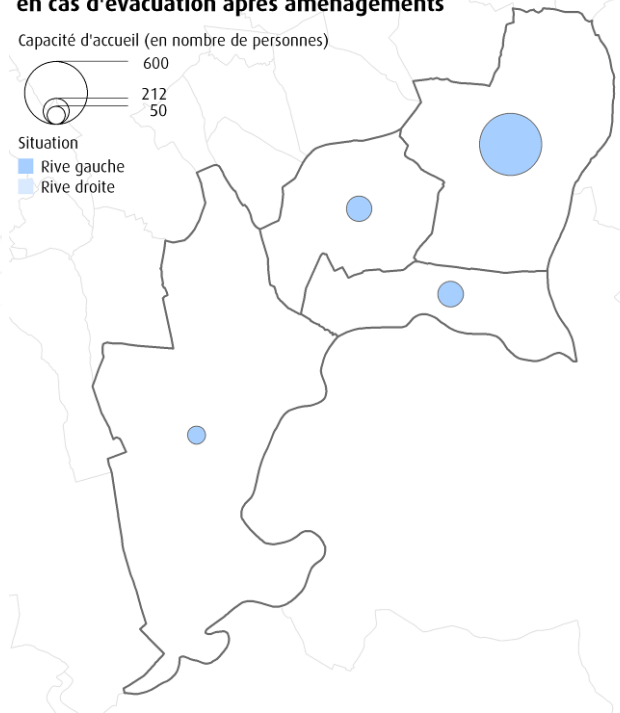 en cas d'évacuation après aménagements
Capacité d'accueil (en nombre de personnes)
600
212
50
Situation
Rive gauche
Rive droite